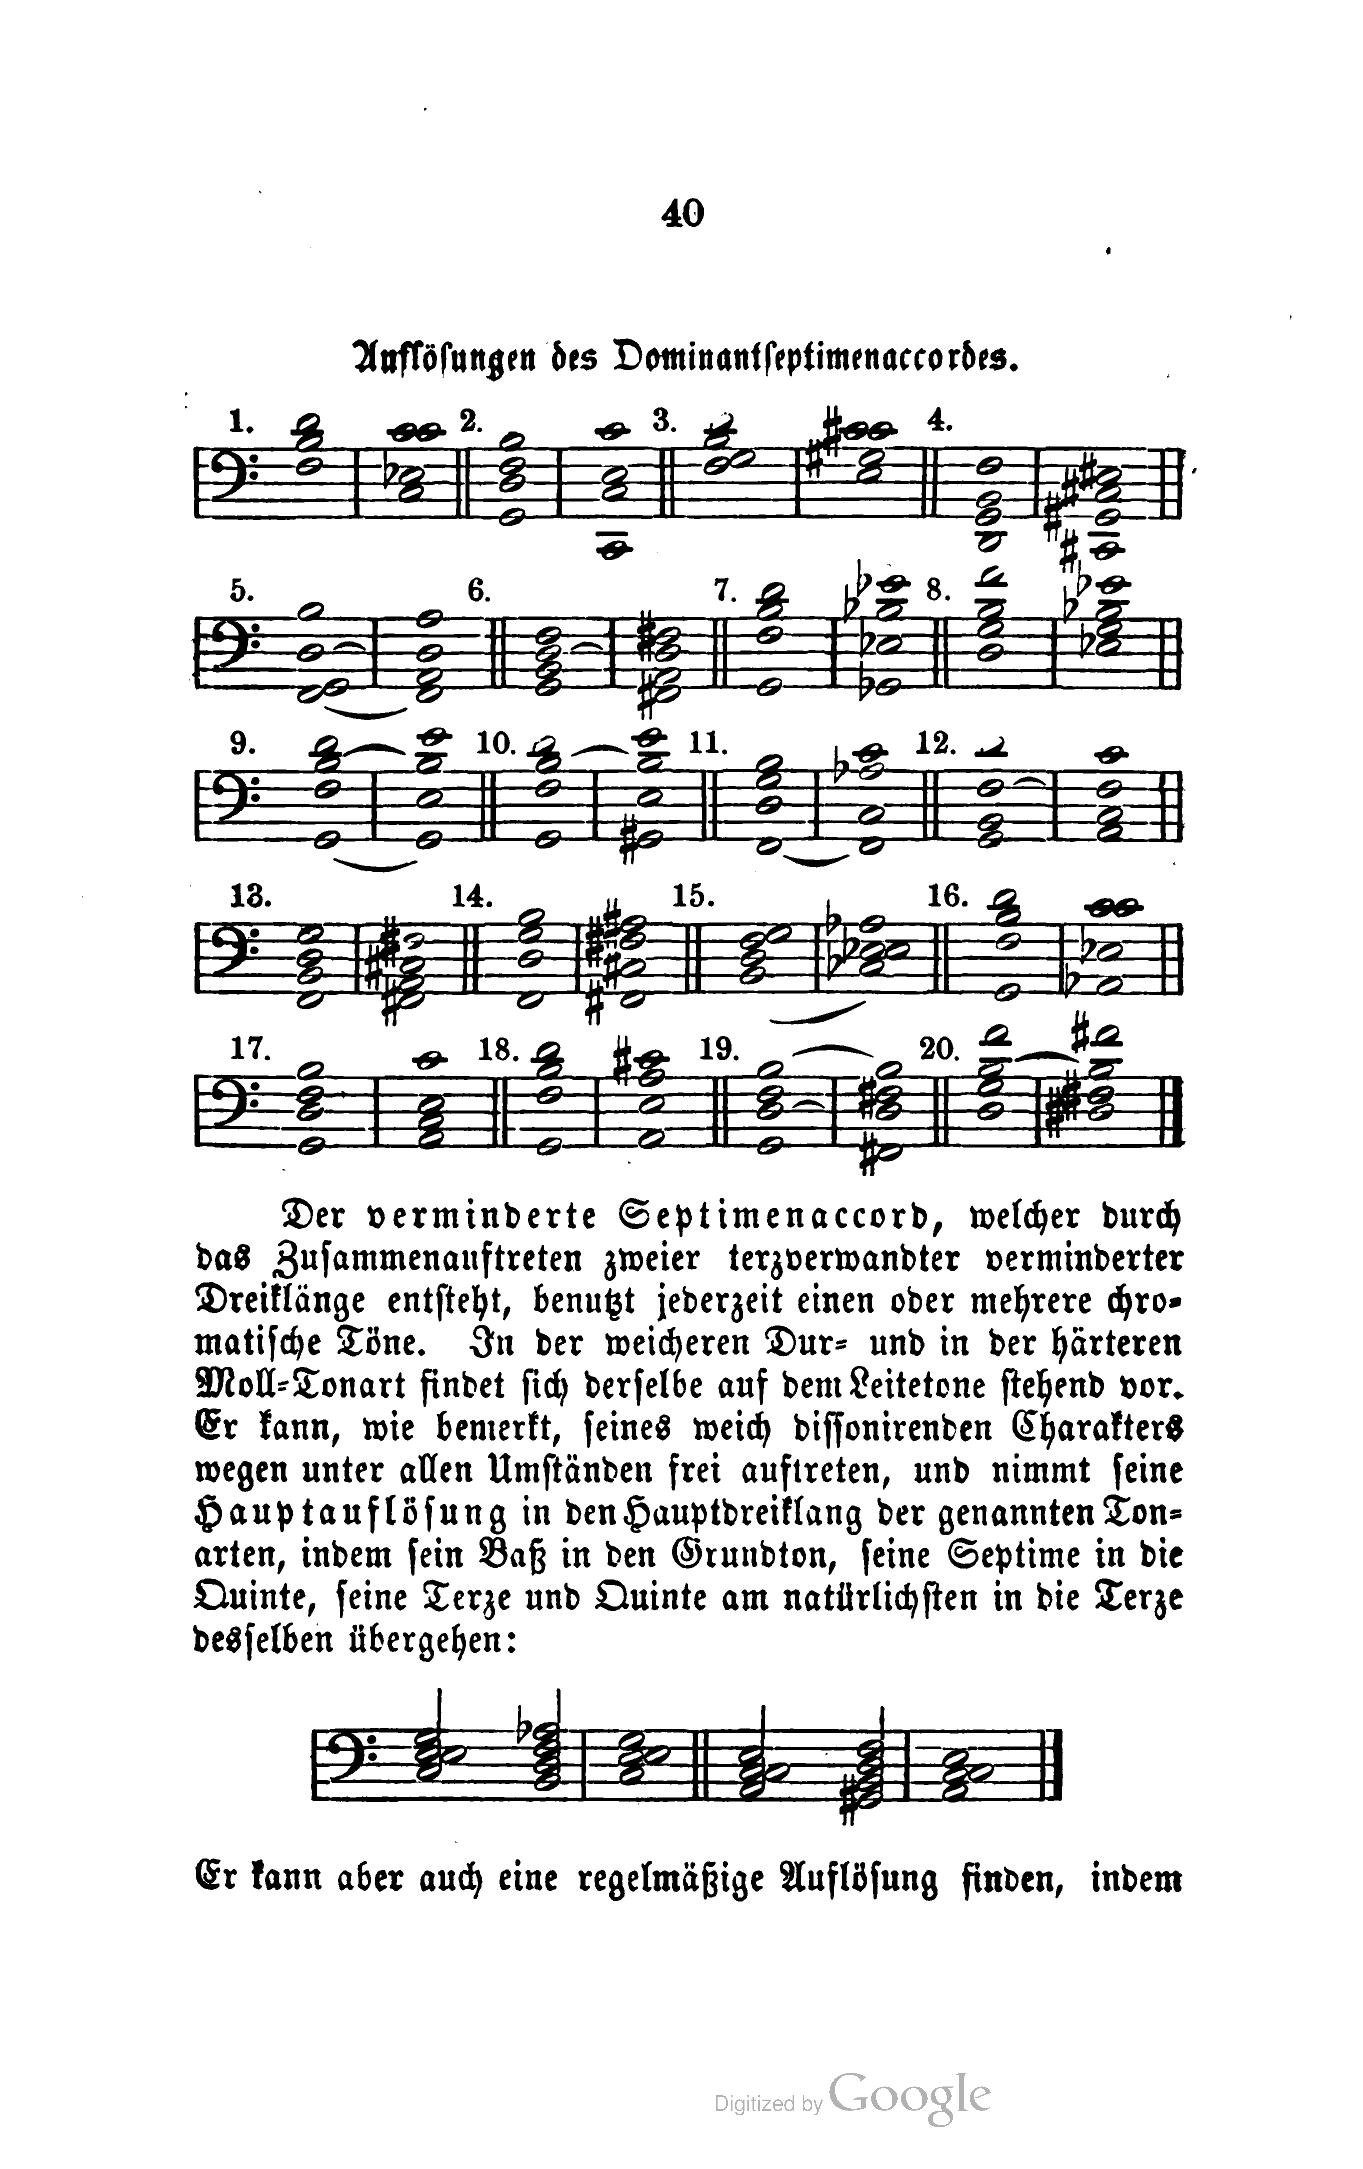 40
Auflösungen des Dominantseptimenaccordes.
1. 2. 3. 4.
5. 6. 7. 8.
9. 10. 11. 12.
13. 14. 15. 16.
17. 18. 19. 20.
Der verminderte Septimenaccord, welcher durch
das Zusammenauftreten zweier terzverwandter verminderter
Dreiklänge entsteht, benutzt jederzeit einen oder mehrere chro-
matische Töne. In der weicheren Dur- und in der härteren
Moll-Tonart findet sich derselbe auf dem Leitetone stehend vor.
Er kann, wie bemerkt, seines weich dissonirenden Charakters
wegen unter allen Umständen frei auftreten, und nimmt seine
Hauptauflösung in den Hauptdreiklang der genannten Ton-
arten, indem sein Baß in den Grundton, seine Septime in die
Quinte, seine Terze und Quinte am natürlichsten in die Terze
desselben übergehen:
Er kann aber auch eine regelmäßige Auflösung finden, indem
Digitized by Google